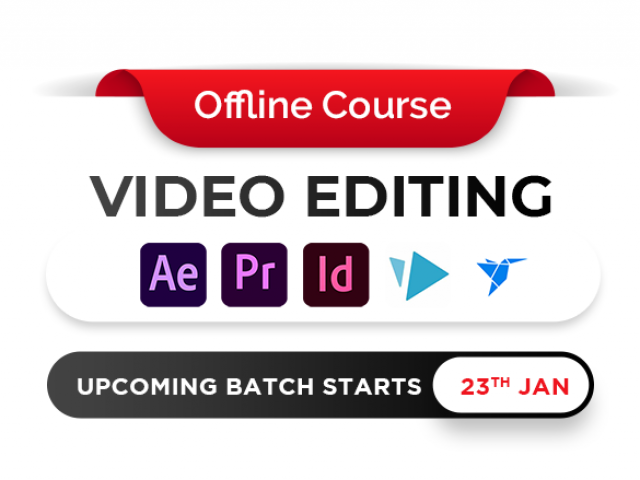 Offline Course
VIDEO EDITING
Ae Pr Id
UPCOMING BATCH STARTS 23TH JAN